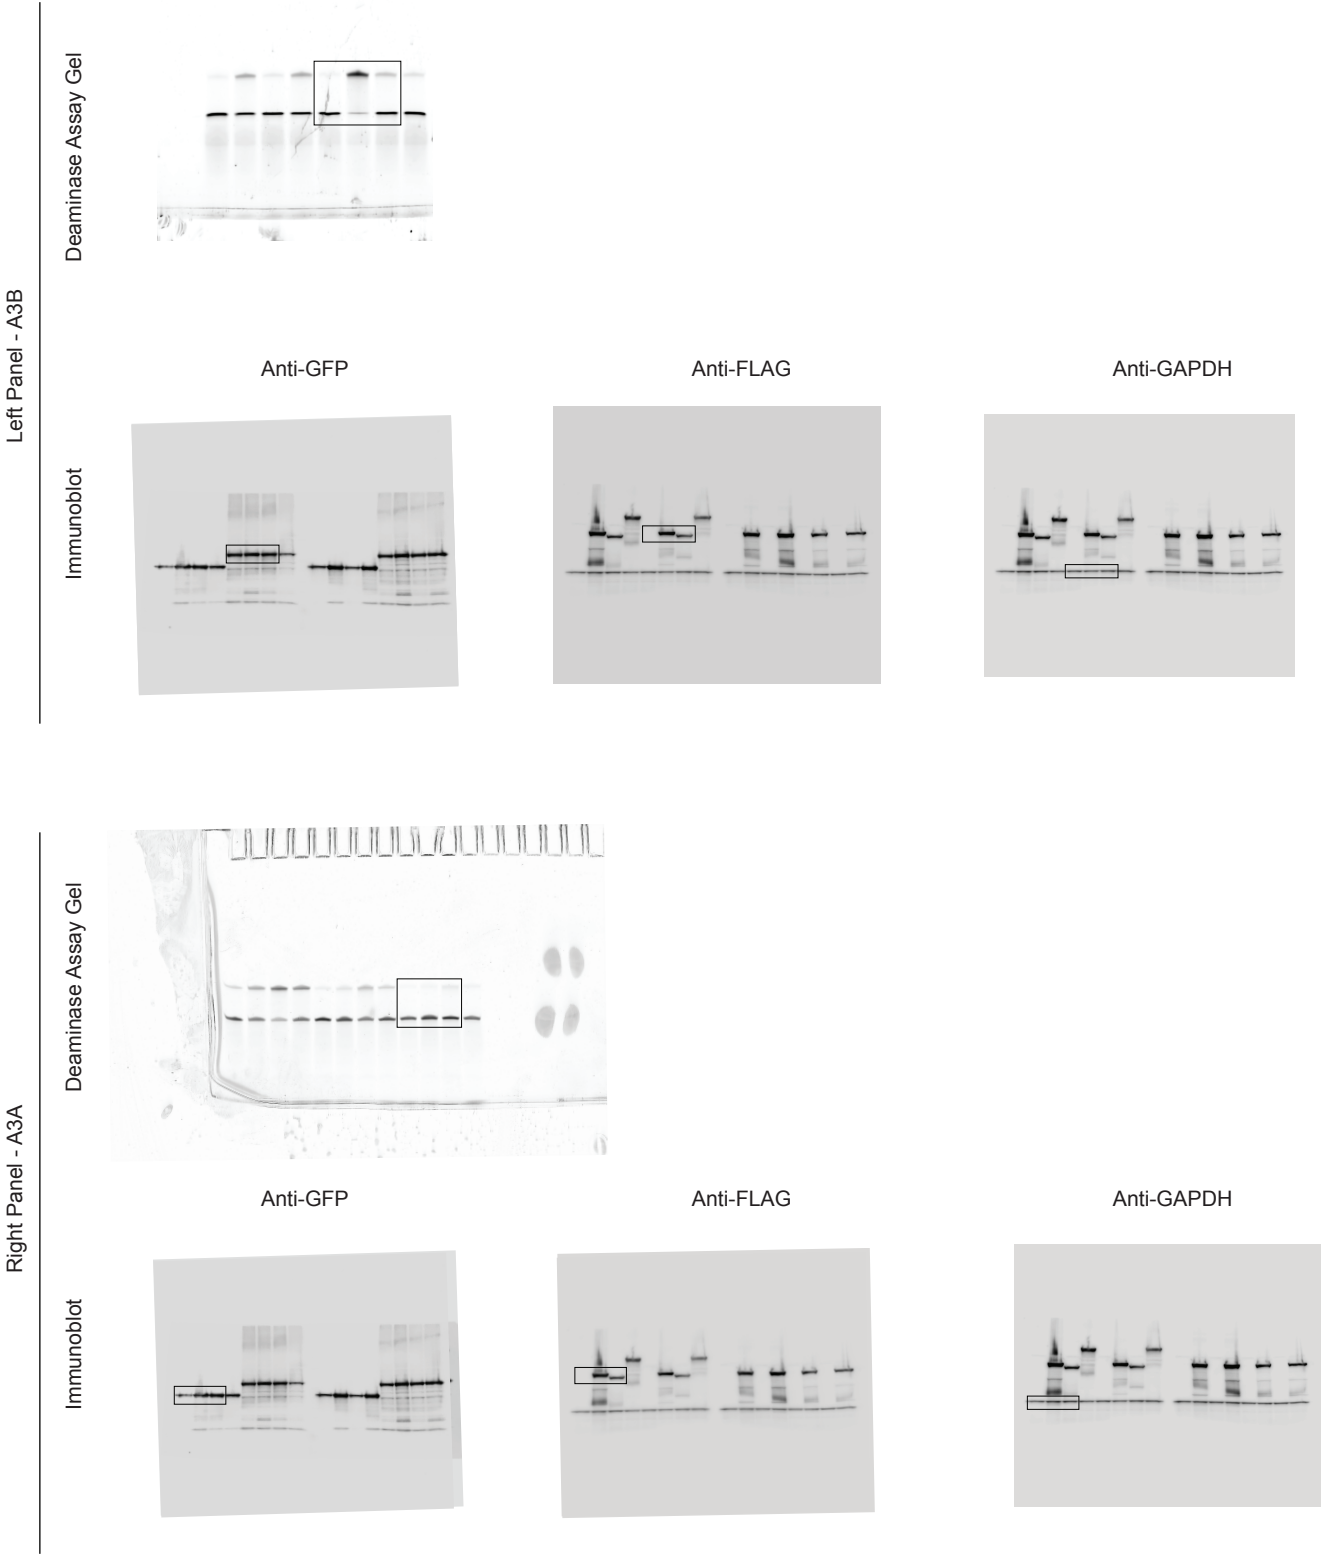 Left Panel - A3B
Deaminase Assay Gel
Immunoblot
Anti-GFP
Anti-FLAG
Anti-GAPDH
Right Panel - A3A
Deaminase Assay Gel
Immunoblot
Anti-GFP
Anti-FLAG
Anti-GAPDH